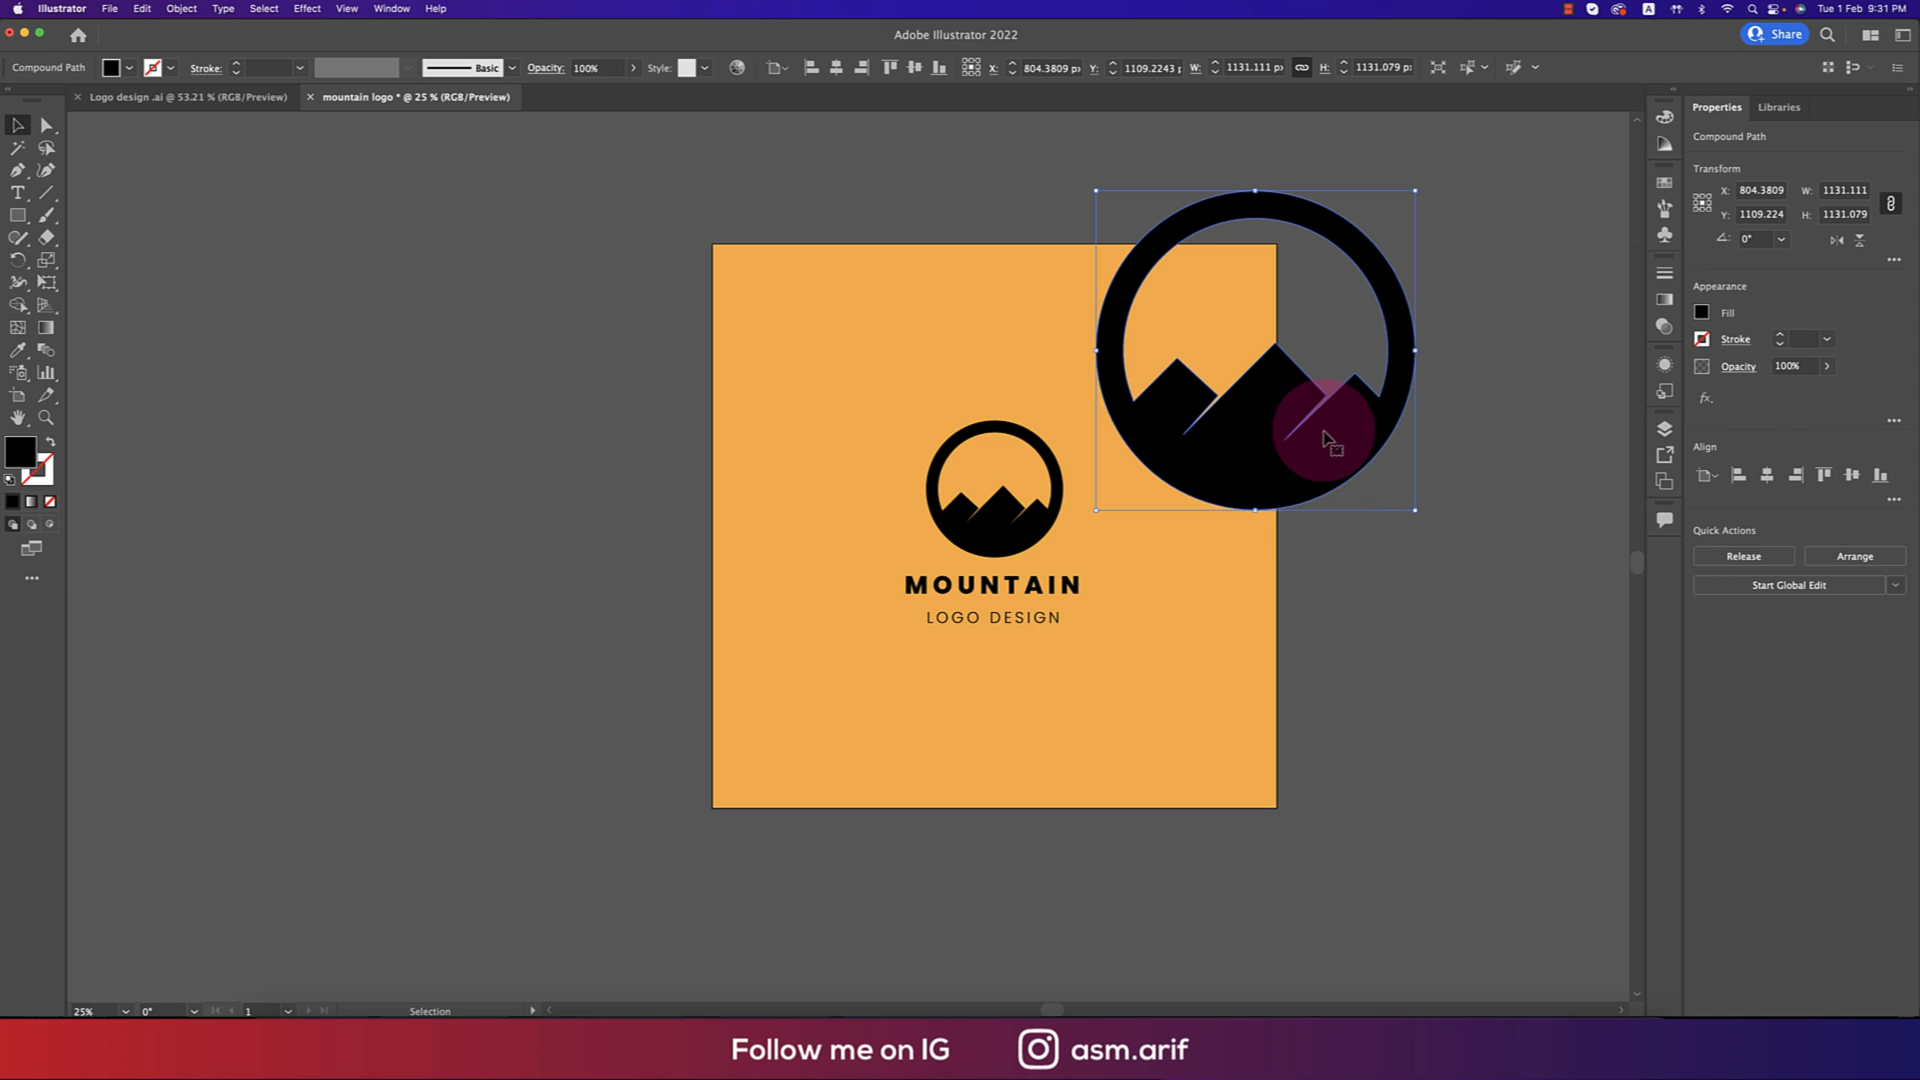 Illustrator File Edit Object Type Select Effect View Window Help
A
Tue 1 Feb 9:31 PM
Adobe Illustrator 2022
Share
Compound Path
Stroke:
Basic
Opacity: 100%
Style:
X: 804.3809 px
Y: 1109.2243 p
W: 1131.111 px
H: 1131.079 px
× Logo design .ai @ 53.21 % (RGB/Preview)
× mountain logo * @ 25 % (RGB/Preview)
Properties
Libraries
Compound Path
Transform
X: 804.3809
W: 1131.111
Y: 1109.224
H: 1131.079
0°
Appearance
Fill
Stroke
Opacity 100%
fx.
Align
Quick Actions
Release
Arrange
Start Global Edit
MOUNTAIN
LOGO DESIGN
25%
0°
1
Selection
Follow me on IG
asm.arif